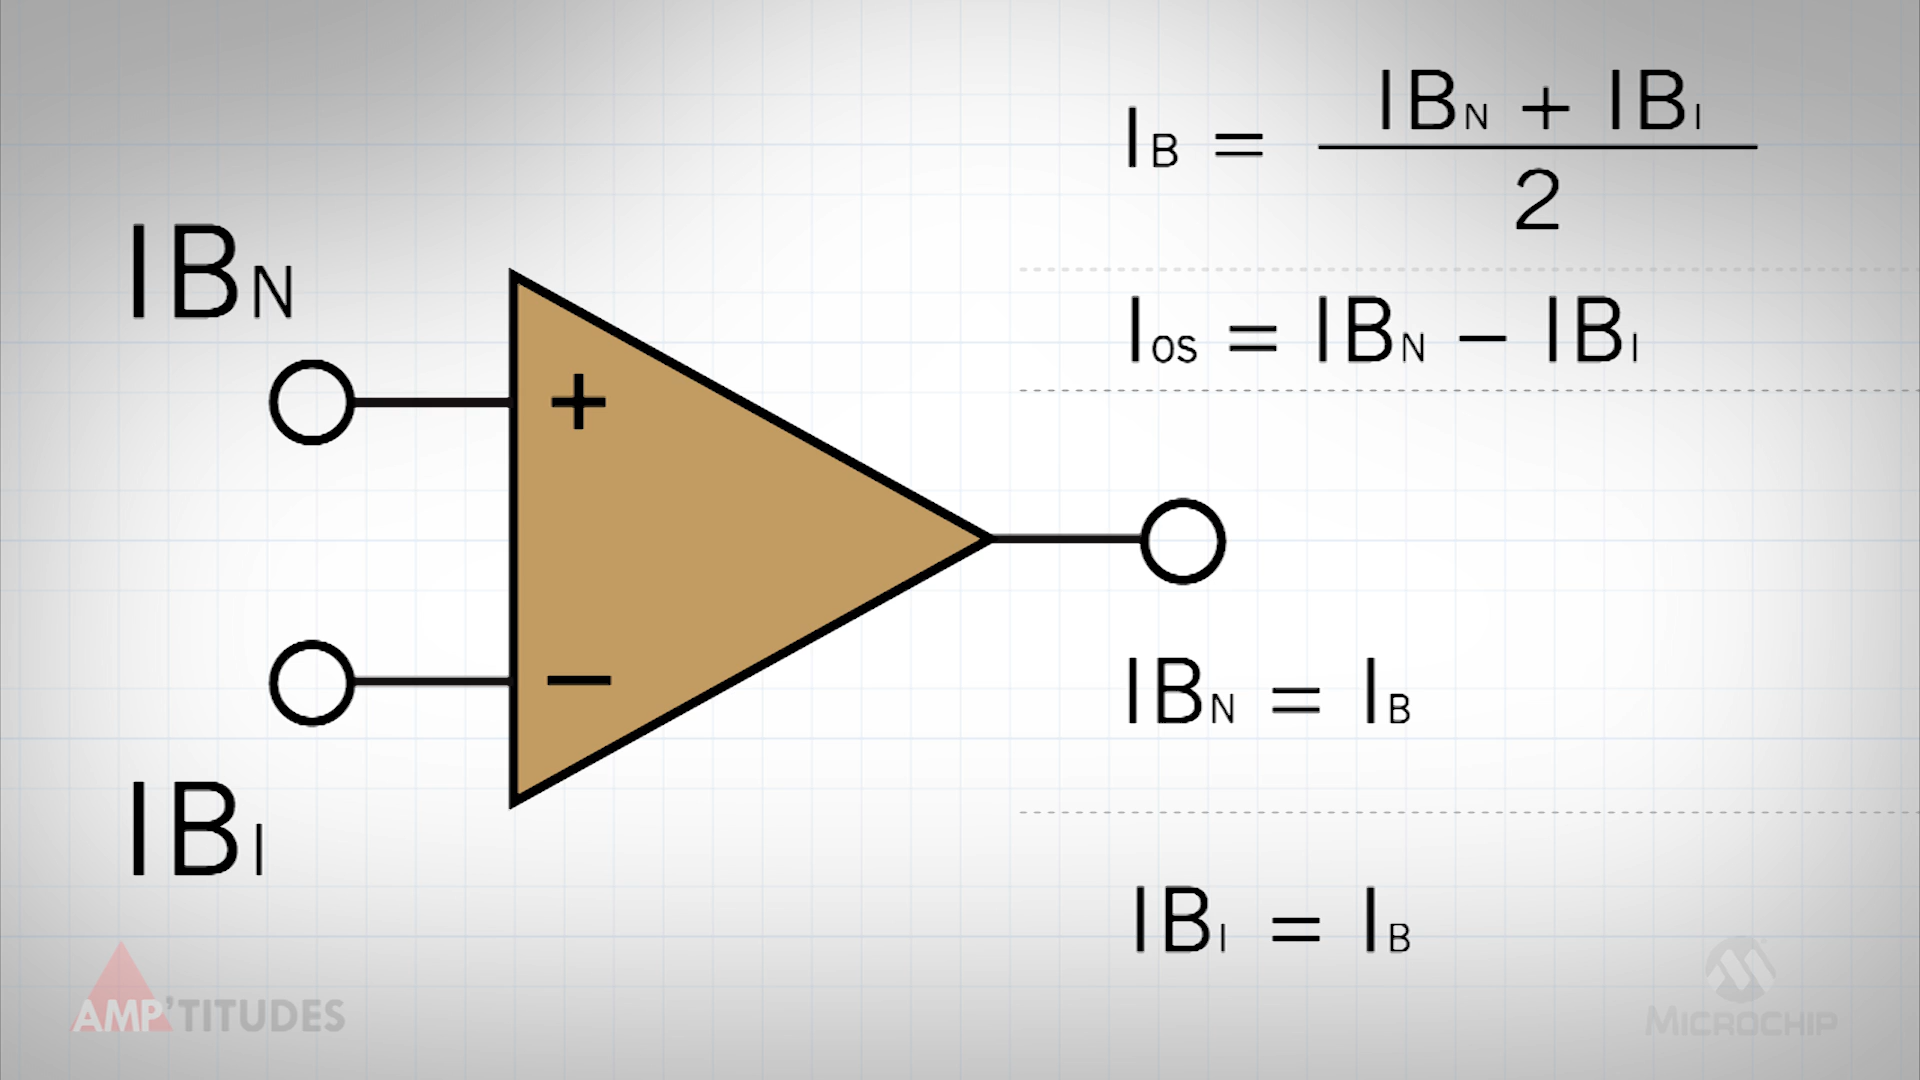 IBN
+
−
IBI
IB = IBN + IBI / 2
IOS = IBN − IBI
IBN = IB
IBI = IB
AMP'TITUDES
MICROCHIP